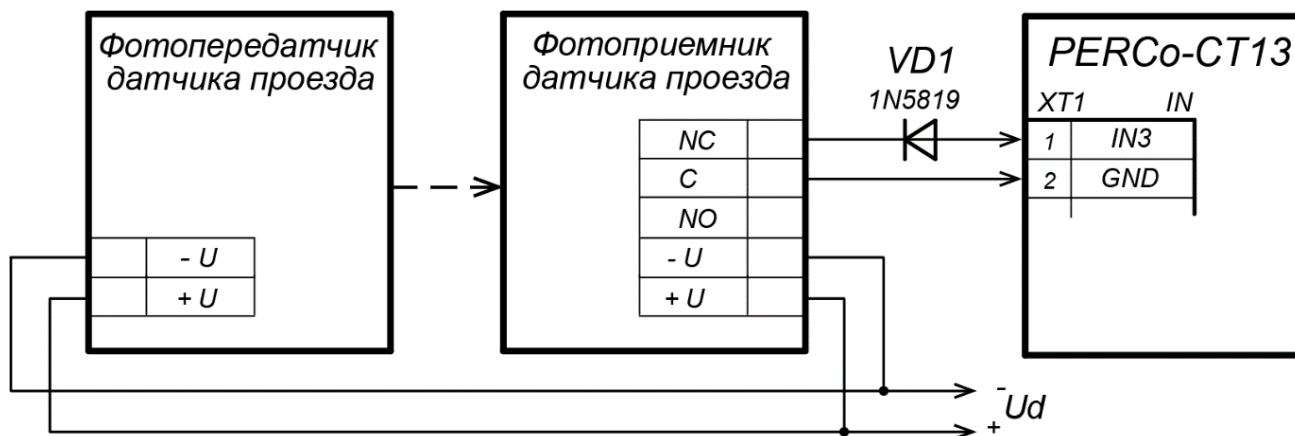 Фотопередатчик
датчика проезда
- U
+ U
Фотоприемник
датчика проезда
NC
C
NO
- U
+ U
VD1
1N5819
PERCo-CT13
XT1 IN
1 IN3
2 GND
- Ud
+